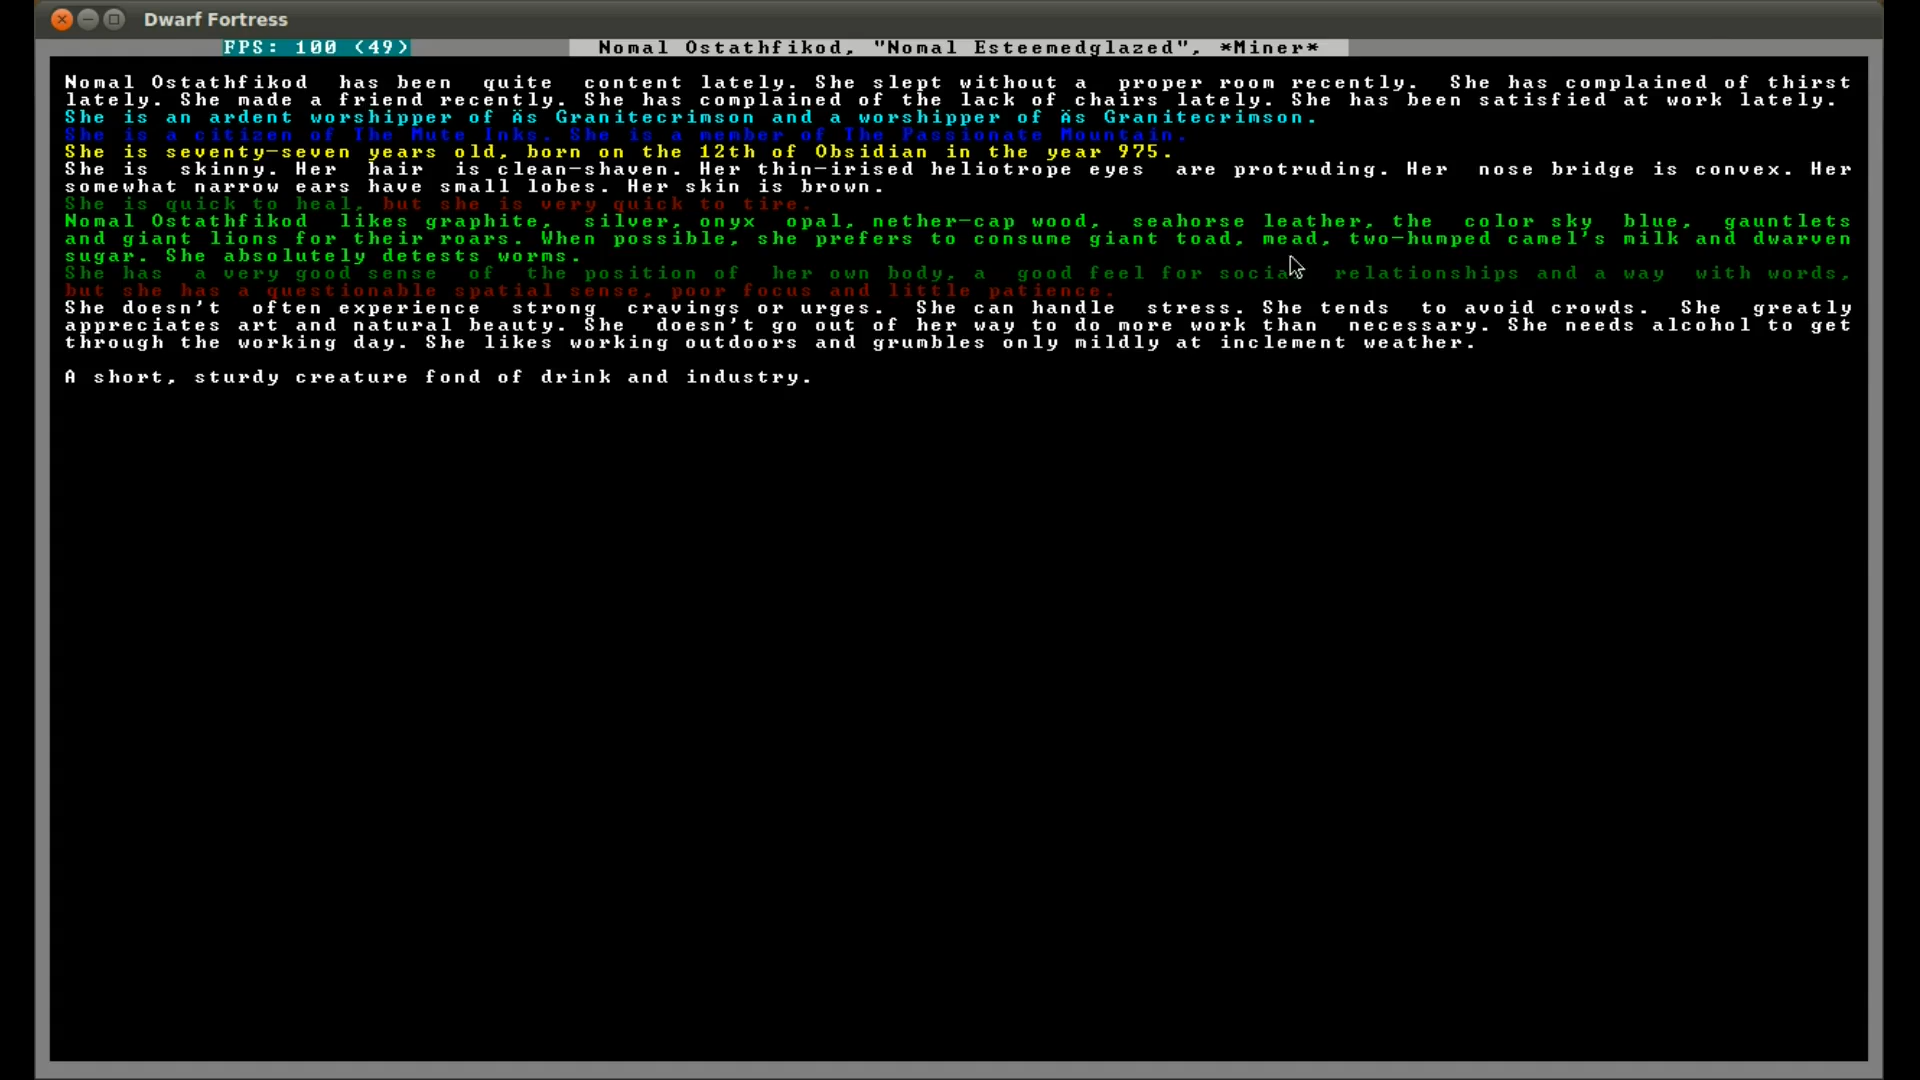 Dwarf Fortress
FPS: 100 (49) Nomal Ostathfikod, "Nomal Esteemedglazed", *Miner*
Nomal Ostathfikod has been quite content lately. She slept without a proper room recently. She has complained of thirst
lately. She made a friend recently. She has complained of the lack of chairs lately. She has been satisfied at work lately.
She is an ardent worshipper of Äs Granitecrimson and a worshipper of Äs Granitecrimson.
She is a citizen of The Mute Inks. She is a member of The Passionate Mountain.
She is seventy-seven years old, born on the 12th of Obsidian in the year 975.
She is skinny. Her hair is clean-shaven. Her thin-irised heliotrope eyes are protruding. Her nose bridge is convex. Her
somewhat narrow ears have small lobes. Her skin is brown.
She is quick to heal, but she is very quick to tire.
Nomal Ostathfikod likes graphite, silver, onyx opal, nether-cap wood, seahorse leather, the color sky blue, gauntlets
and giant lions for their roars. When possible, she prefers to consume giant toad, mead, two-humped camel's milk and dwarven
sugar. She absolutely detests worms.
She has a very good sense of the position of her own body, a good feel for social relationships and a way with words,
but she has a questionable spatial sense, poor focus and little patience.
She doesn't often experience strong cravings or urges. She can handle stress. She tends to avoid crowds. She greatly
appreciates art and natural beauty. She doesn't go out of her way to do more work than necessary. She needs alcohol to get
through the working day. She likes working outdoors and grumbles only mildly at inclement weather.
A short, sturdy creature fond of drink and industry.